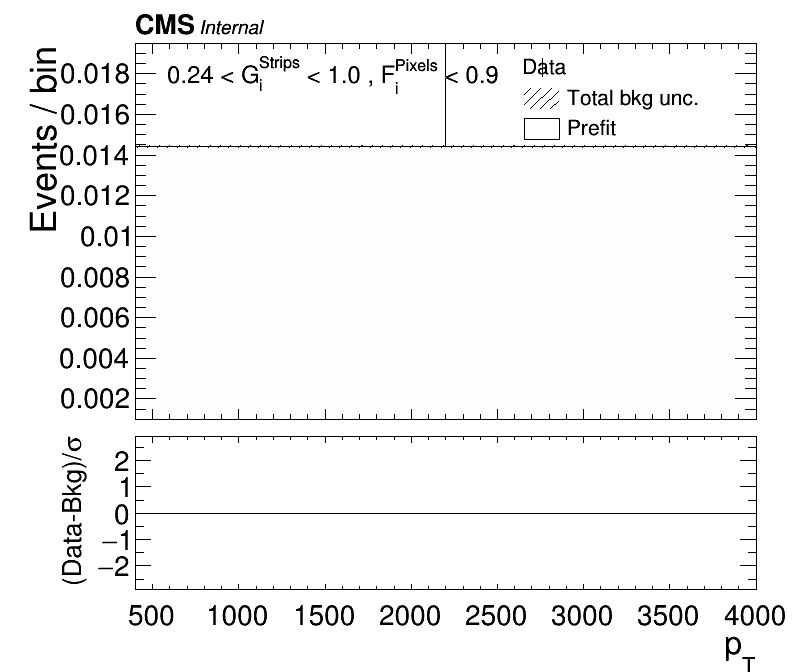 CMS Internal
0.24 < G_i^Strips < 1.0 , F_i^Pixels < 0.9
Data
Total bkg unc.
Prefit
Events / bin
0.018
0.016
0.014
0.012
0.01
0.008
0.006
0.004
0.002
(Data-Bkg)/σ
2
1
0
−1
−2
500 1000 1500 2000 2500 3000 3500 4000
p_T